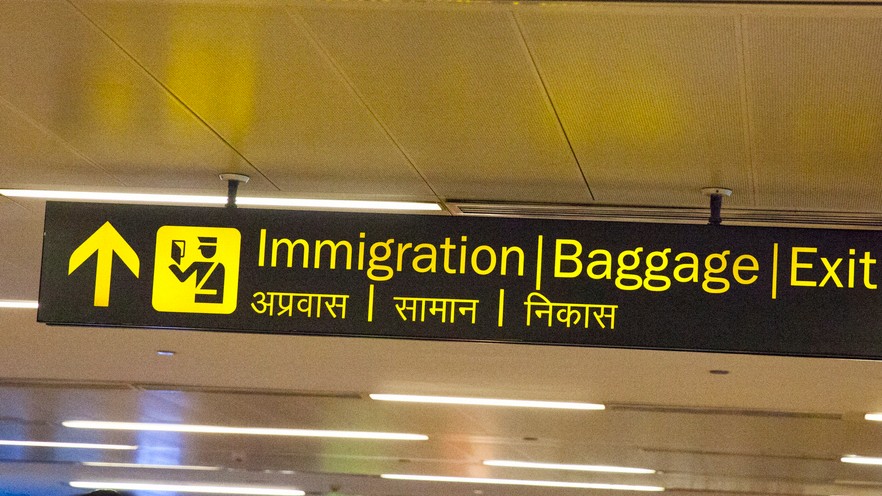 Immigration|Baggage|Exit
अप्रवास | सामान | निकास